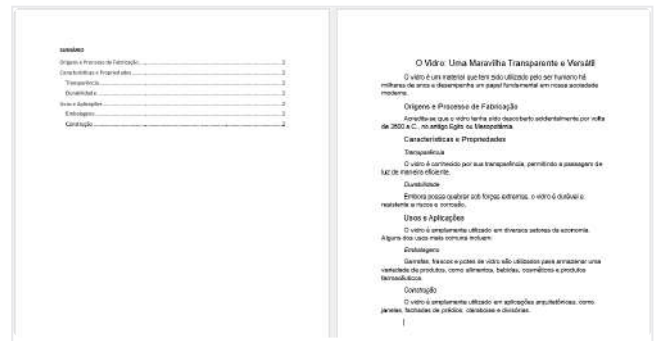 SUMÁRIO
Origens e Processo de Fabricação 2
Características e Propriedades 2
Transparência 2
Durabilidade 2
Usos e Aplicações 2
Embalagens 2
Construção 2
O Vidro: Uma Maravilha Transparente e Versátil
O vidro é um material que tem sido utilizado pelo ser humano há
milhares de anos e desempenha um papel fundamental em nossa sociedade
moderna.
Origens e Processo de Fabricação
Acredita-se que o vidro tenha sido descoberto acidentalmente por volta
de 3500 a.C., no antigo Egito ou Mesopotâmia.
Características e Propriedades
Transparência
O vidro é conhecido por sua transparência, permitindo a passagem de
luz de maneira eficiente.
Durabilidade
Embora possa quebrar sob forças extremas, o vidro é durável e
resistente a riscos e corrosão.
Usos e Aplicações
O vidro é amplamente utilizado em diversos setores da economia.
Alguns dos usos mais comuns incluem:
Embalagens
Garrafas, frascos e potes de vidro são utilizados para armazenar uma
variedade de produtos, como alimentos, bebidas, cosméticos e produtos
farmacêuticos.
Construção
O vidro é amplamente utilizado em aplicações arquitetônicas, como
janelas, fachadas de prédios, claraboias e divisórias.